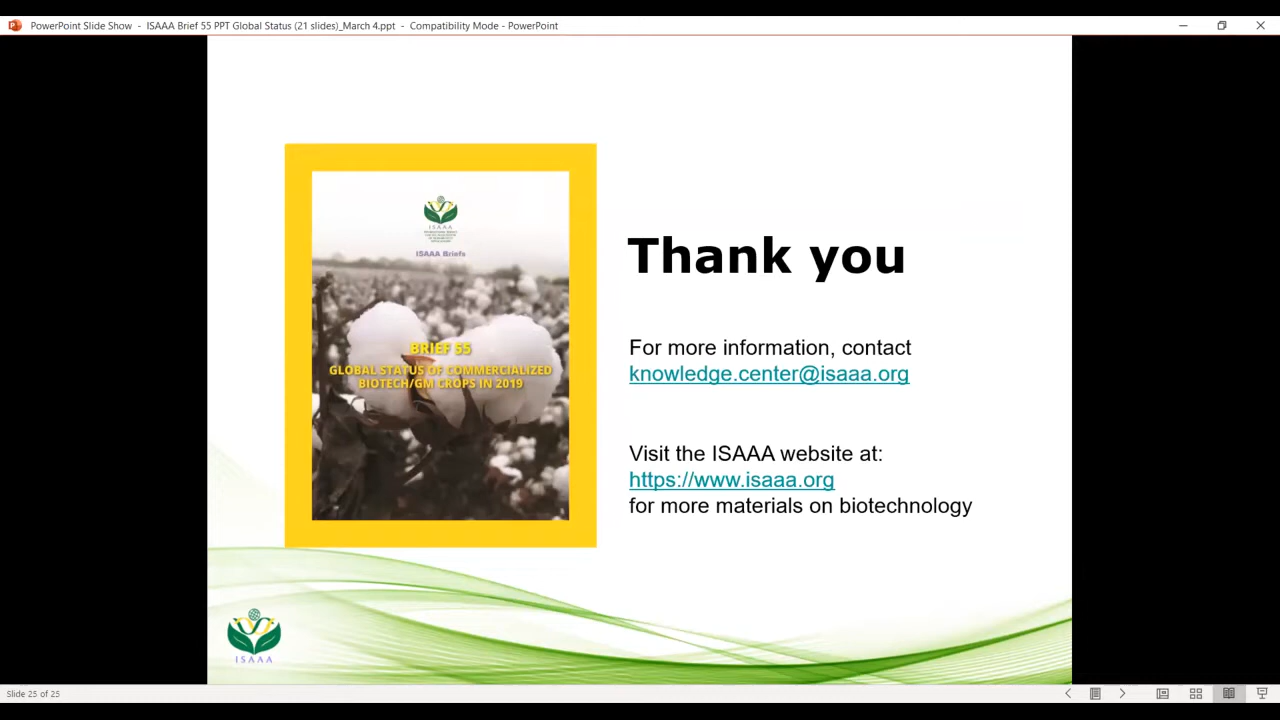 PowerPoint Slide Show - ISAAA Brief 55 PPT Global Status (21 slides)_March 4.ppt - Compatibility Mode - PowerPoint
ISAAA
ISAAA Briefs
BRIEF 55
GLOBAL STATUS OF COMMERCIALIZED
BIOTECH/GM CROPS IN 2019
Thank you
For more information, contact
knowledge.center@isaaa.org
Visit the ISAAA website at:
https://www.isaaa.org
for more materials on biotechnology
ISAAA
Slide 25 of 25